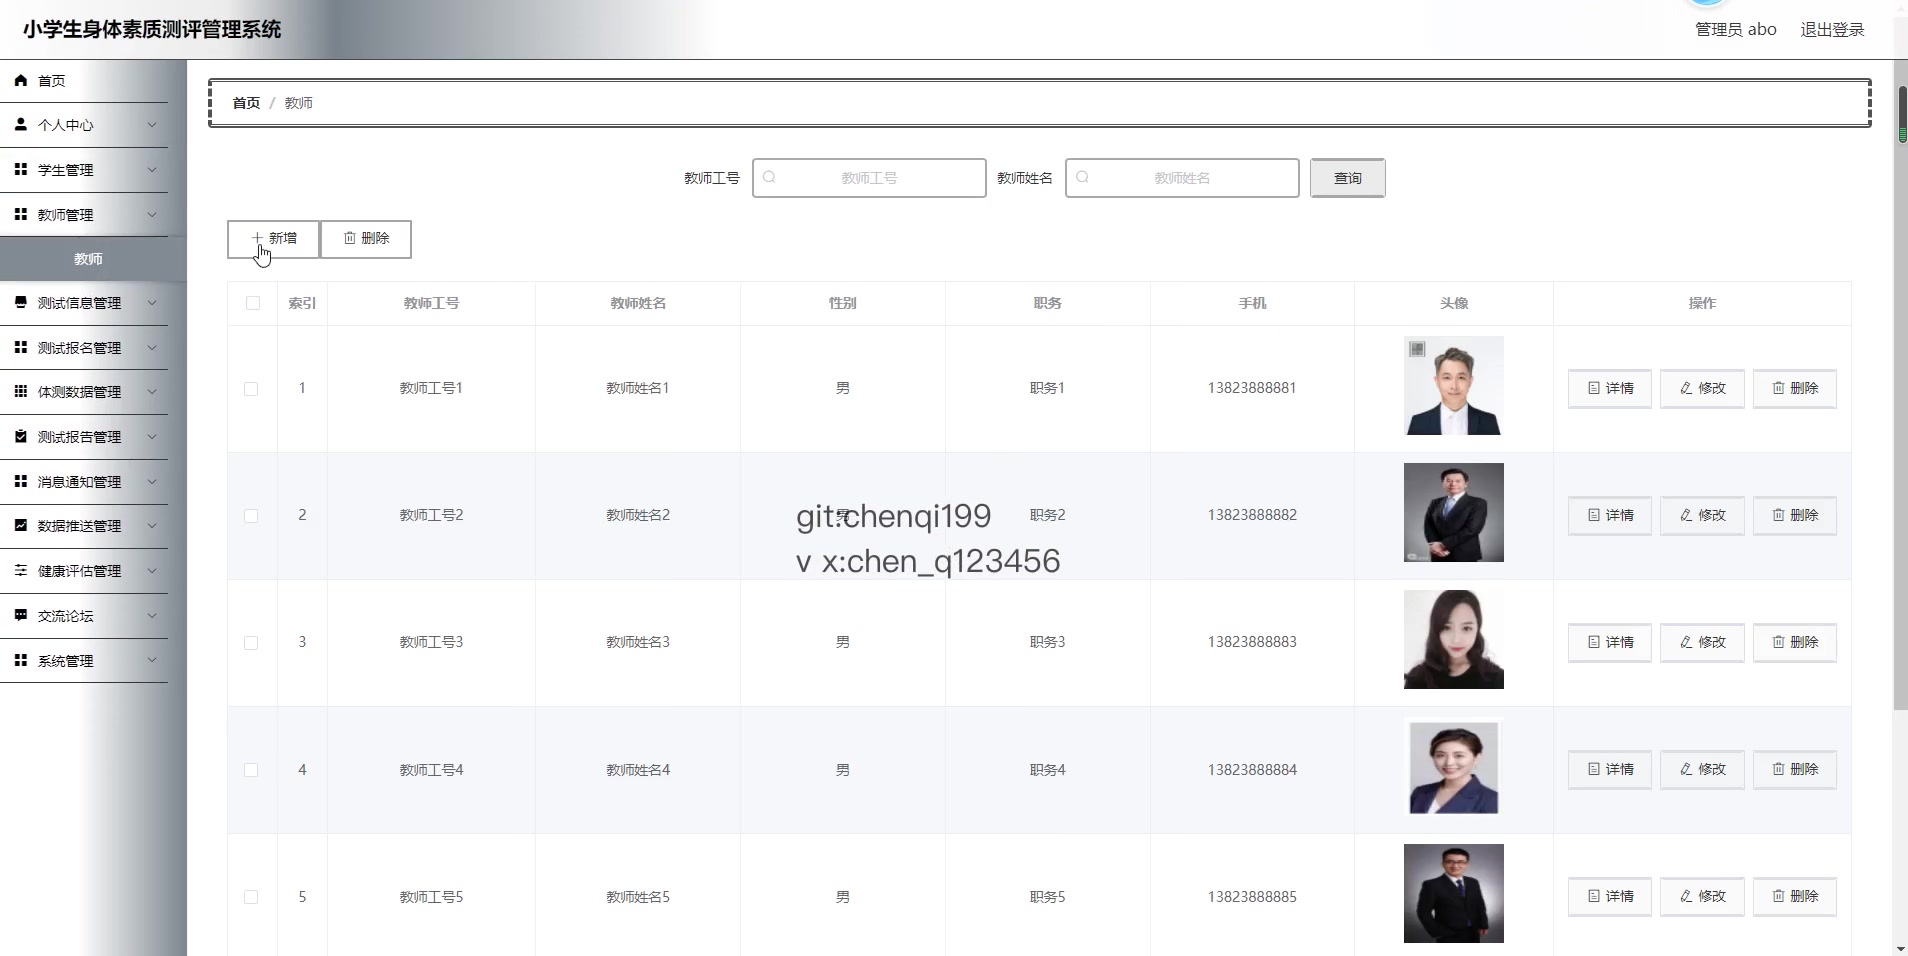 小学生身体素质测评管理系统
管理员 abo 退出登录
首页
个人中心
学生管理
教师管理
教师
测试信息管理
测试报名管理
体测数据管理
测试报告管理
消息通知管理
数据推送管理
健康评估管理
交流论坛
系统管理
首页 / 教师
教师工号 教师工号 教师姓名 教师姓名 查询
新增 删除
索引 教师工号 教师姓名 性别 职务 手机 头像 操作
1 教师工号1 教师姓名1 男 职务1 13823888881 详情 修改 删除
2 教师工号2 教师姓名2 男 职务2 13823888882 详情 修改 删除
git:chenqi199
v x:chen_q123456
3 教师工号3 教师姓名3 男 职务3 13823888883 详情 修改 删除
4 教师工号4 教师姓名4 男 职务4 13823888884 详情 修改 删除
5 教师工号5 教师姓名5 男 职务5 13823888885 详情 修改 删除